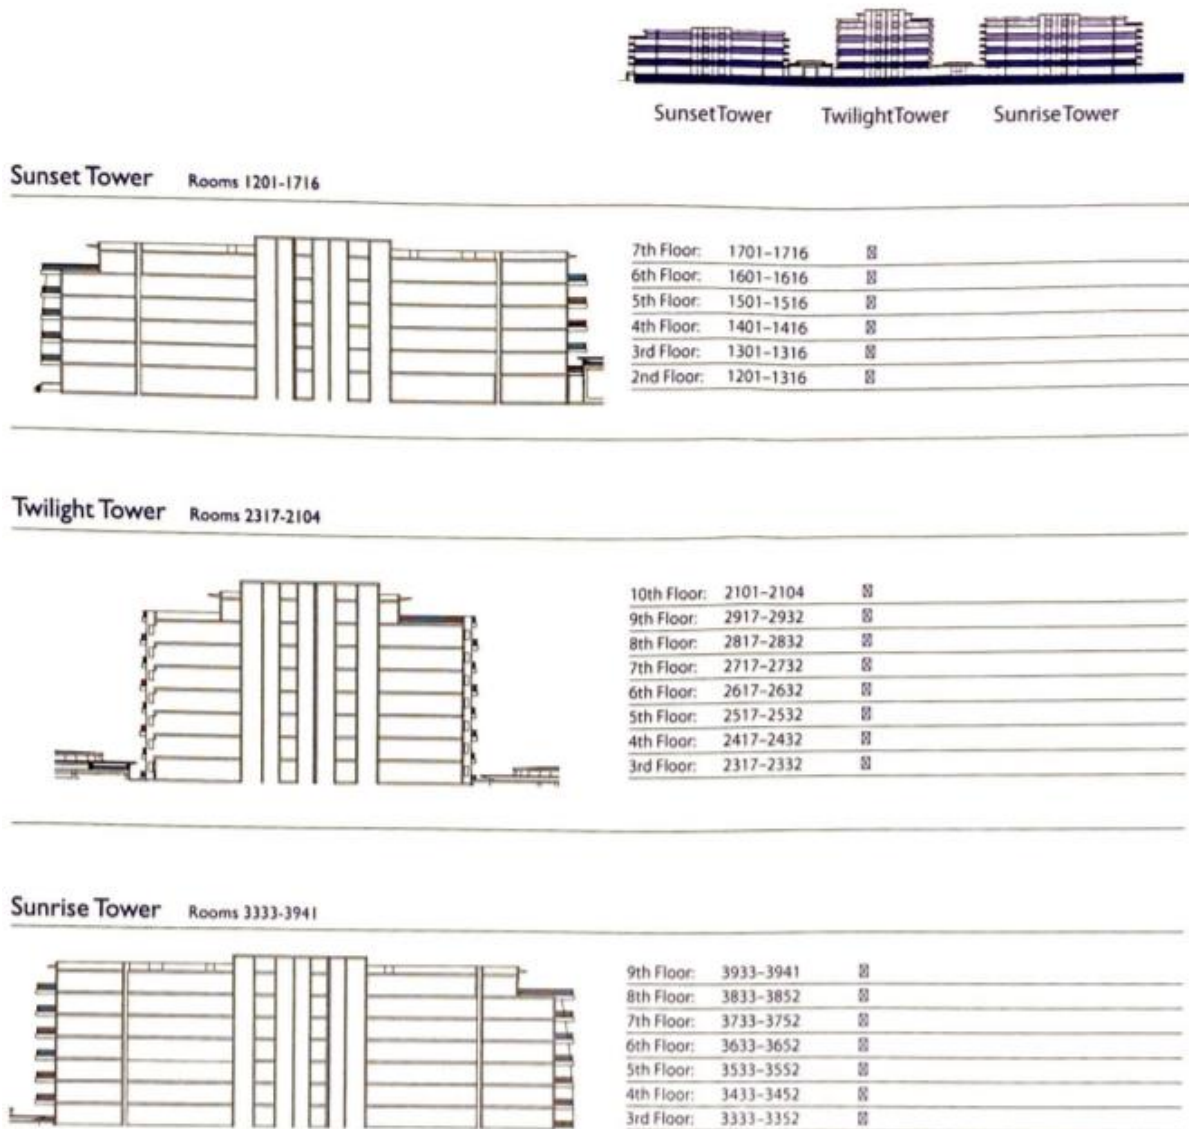 SunsetTower TwilightTower SunriseTower
Sunset Tower Rooms 1201-1716
7th Floor: 1701-1716
6th Floor: 1601-1616
5th Floor: 1501-1516
4th Floor: 1401-1416
3rd Floor: 1301-1316
2nd Floor: 1201-1316
Twilight Tower Rooms 2317-2104
10th Floor: 2101-2104
9th Floor: 2917-2932
8th Floor: 2817-2832
7th Floor: 2717-2732
6th Floor: 2617-2632
5th Floor: 2517-2532
4th Floor: 2417-2432
3rd Floor: 2317-2332
Sunrise Tower Rooms 3333-3941
9th Floor: 3933-3941
8th Floor: 3833-3852
7th Floor: 3733-3752
6th Floor: 3633-3652
5th Floor: 3533-3552
4th Floor: 3433-3452
3rd Floor: 3333-3352